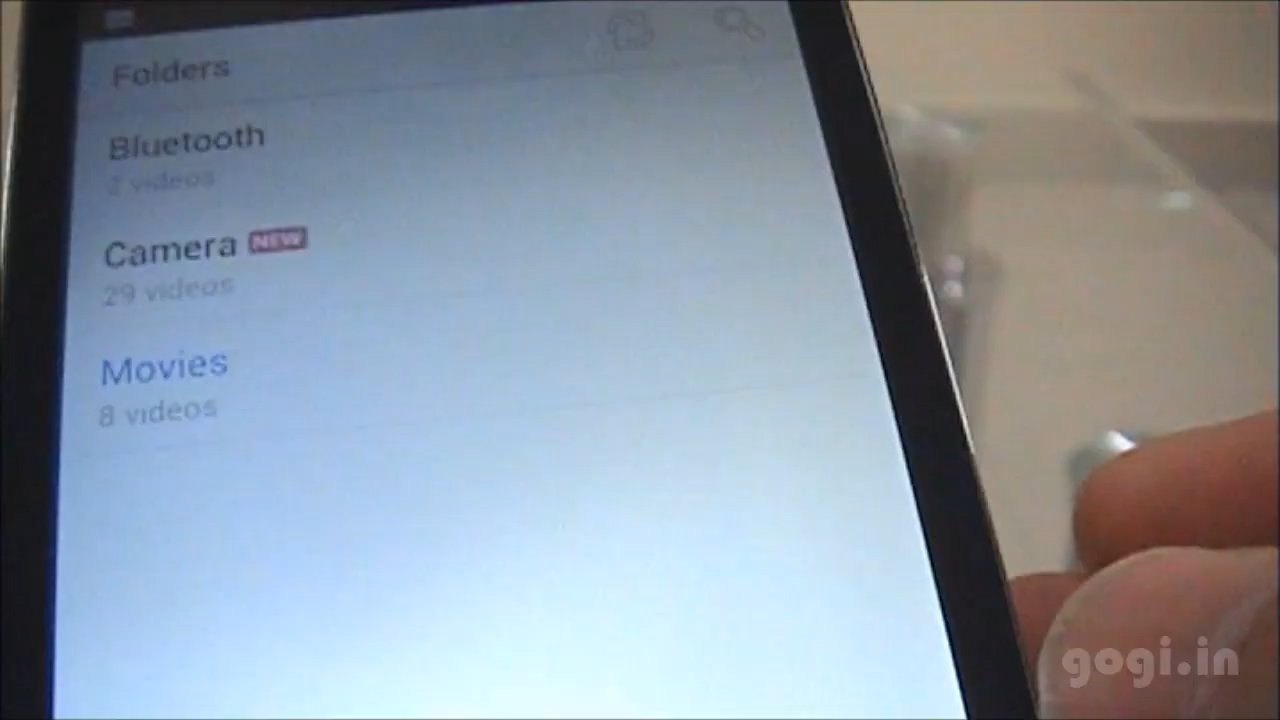 Folders
Bluetooth
2 videos
Camera NEW
29 videos
Movies
8 videos
gogi.in